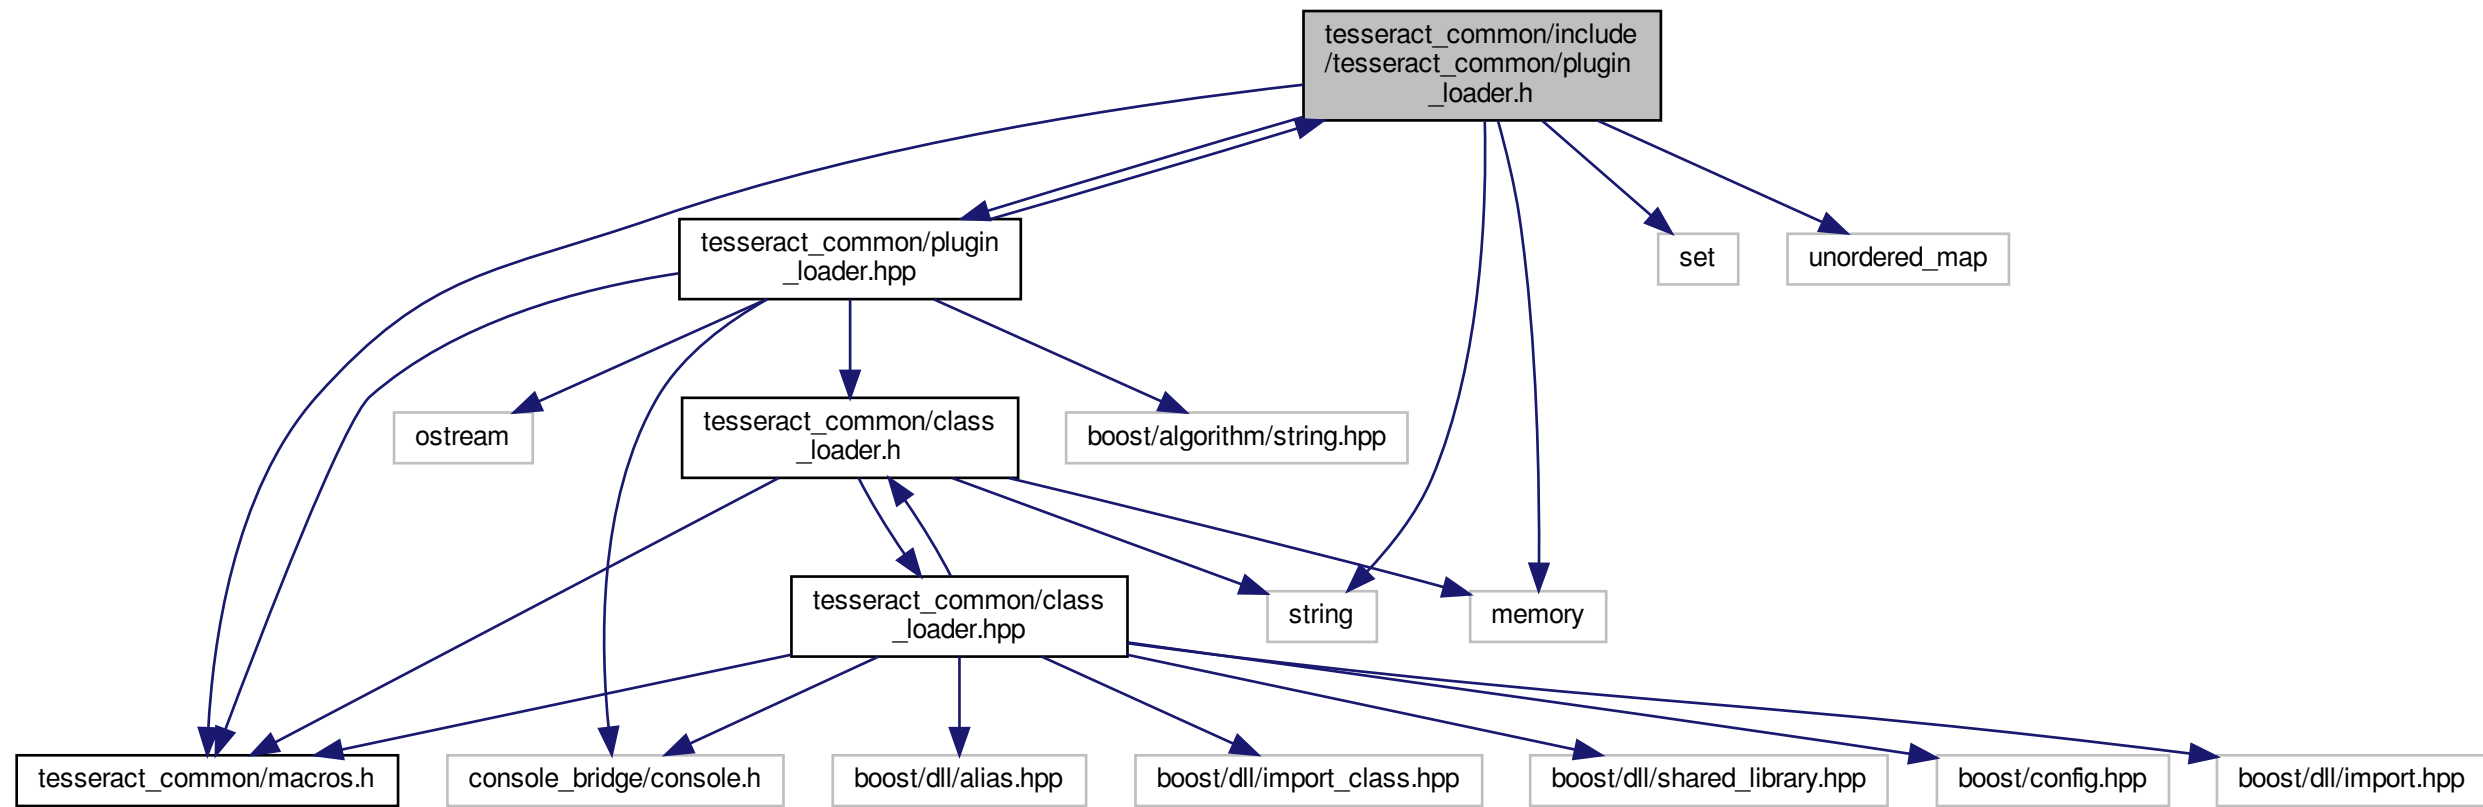 tesseract_common/include
/tesseract_common/plugin
_loader.h
tesseract_common/plugin
_loader.hpp
set
unordered_map
ostream
tesseract_common/class
_loader.h
boost/algorithm/string.hpp
tesseract_common/class
_loader.hpp
string
memory
tesseract_common/macros.h
console_bridge/console.h
boost/dll/alias.hpp
boost/dll/import_class.hpp
boost/dll/shared_library.hpp
boost/config.hpp
boost/dll/import.hpp